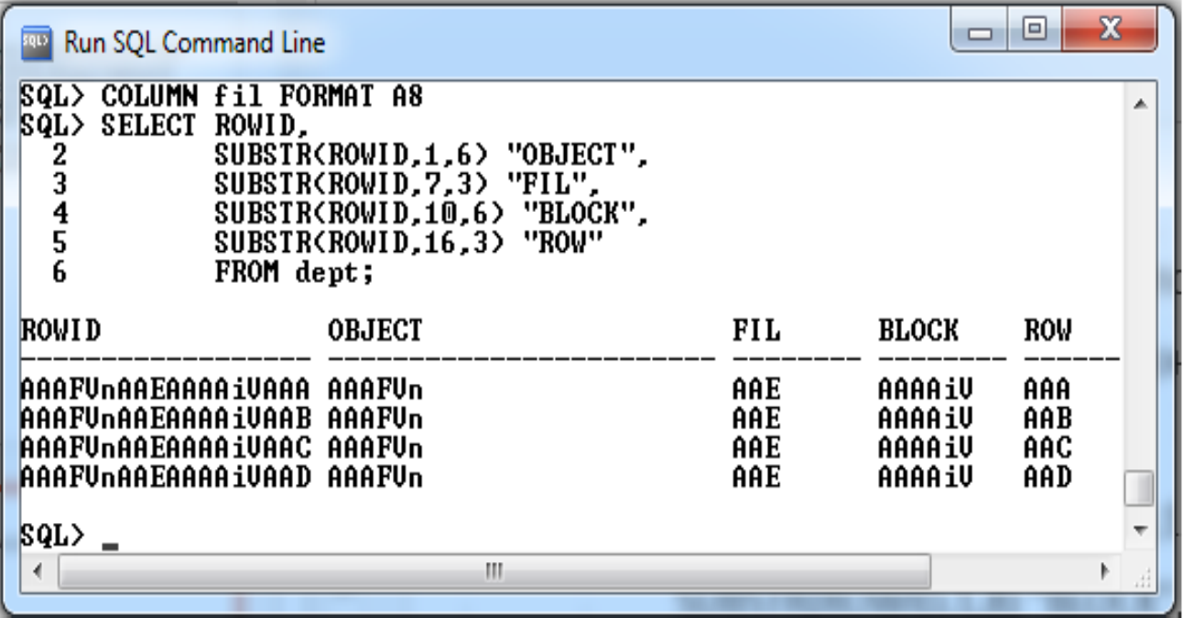 SQL>
Run SQL Command Line
SQL> COLUMN fil FORMAT A8
SQL> SELECT ROWID,
2 SUBSTR(ROWID,1,6) "OBJECT",
3 SUBSTR(ROWID,7,3) "FIL",
4 SUBSTR(ROWID,10,6) "BLOCK",
5 SUBSTR(ROWID,16,3) "ROW"
6 FROM dept;
ROWID OBJECT FIL BLOCK ROW
------------------ ------------------------ -------- -------- ------
AAAFVnAAEAAAAiVAAA AAAFVn AAE AAAAiV AAA
AAAFVnAAEAAAAiVAAB AAAFVn AAE AAAAiV AAB
AAAFVnAAEAAAAiVAAC AAAFVn AAE AAAAiV AAC
AAAFVnAAEAAAAiVAAD AAAFVn AAE AAAAiV AAD
SQL> _